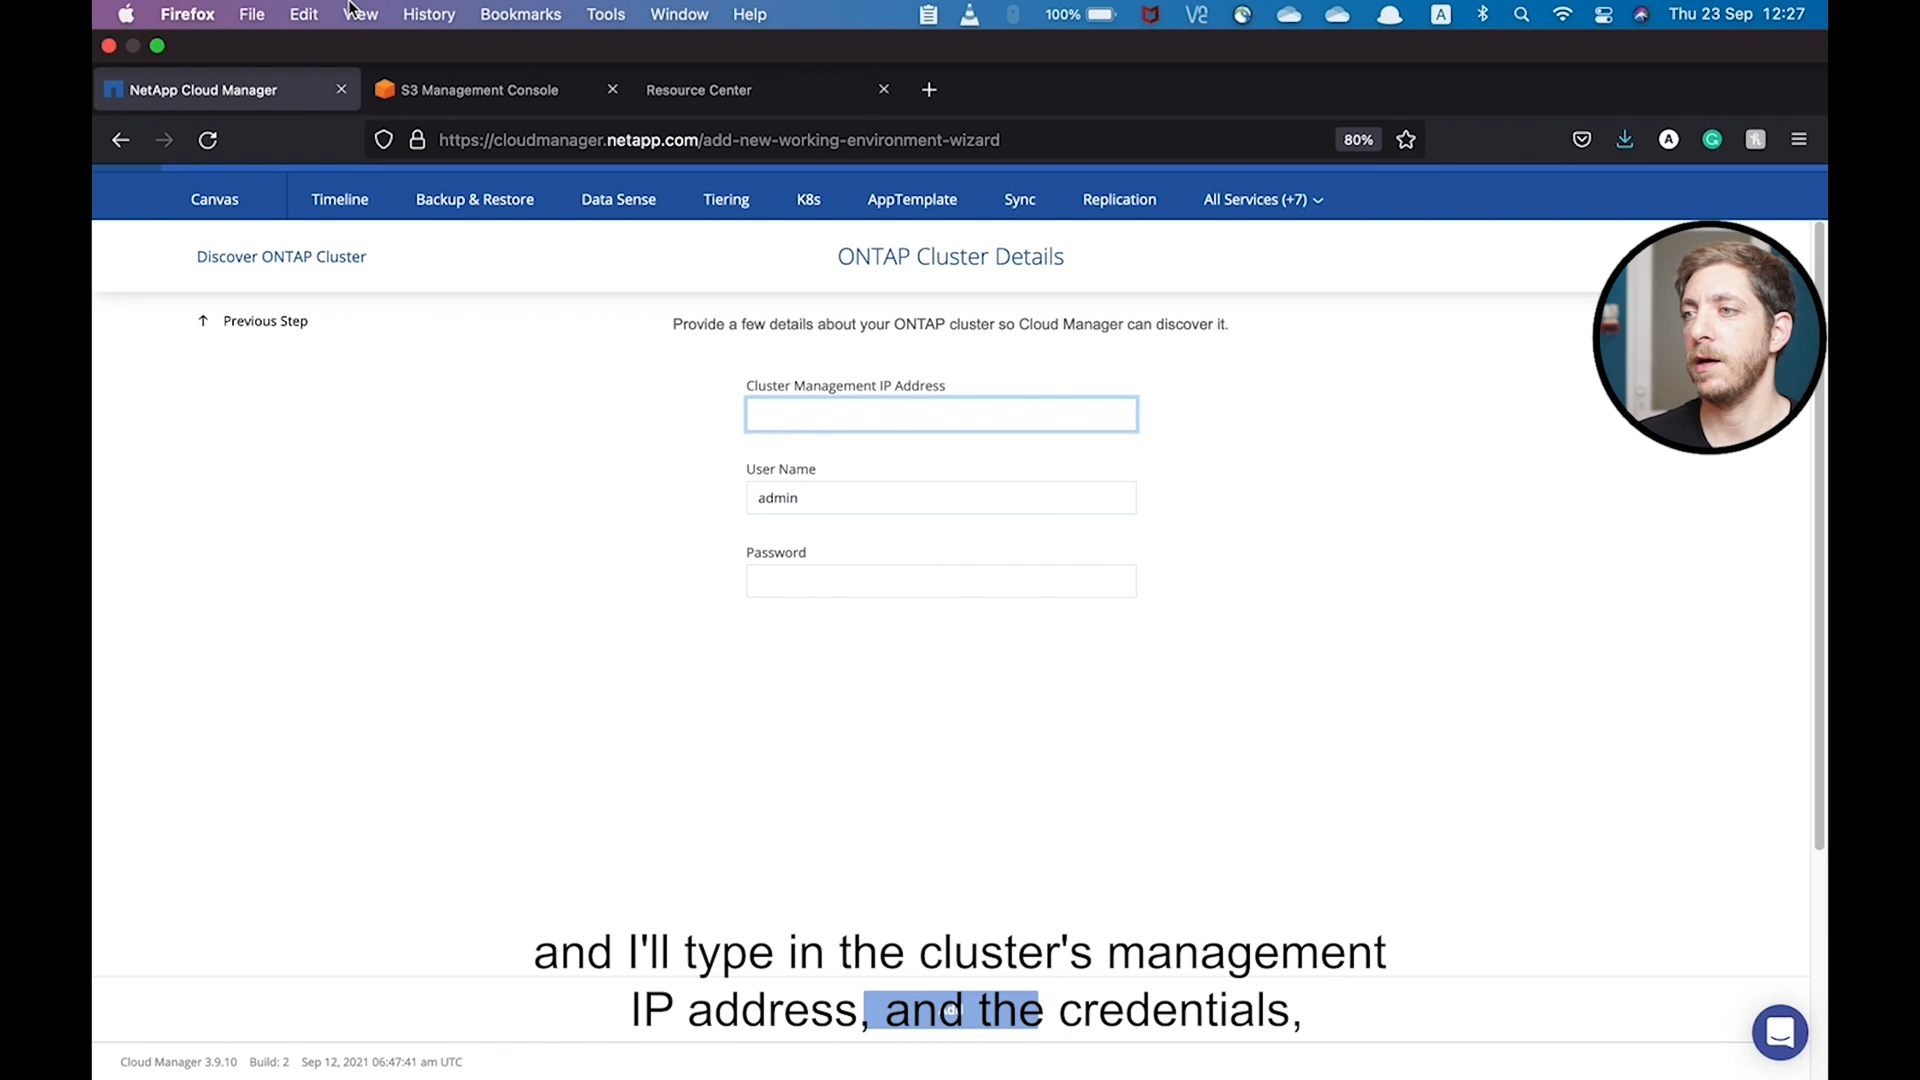 Firefox File Edit View History Bookmarks Tools Window Help 100% A Thu 23 Sep 12:27
NetApp Cloud Manager S3 Management Console Resource Center
https://cloudmanager.netapp.com/add-new-working-environment-wizard 80%
Canvas Timeline Backup & Restore Data Sense Tiering K8s AppTemplate Sync Replication All Services (+7)
Discover ONTAP Cluster ONTAP Cluster Details
Previous Step
Provide a few details about your ONTAP cluster so Cloud Manager can discover it.
Cluster Management IP Address
User Name
admin
Password
and I'll type in the cluster's management
IP address, and the credentials,
Cloud Manager 3.9.10 Build: 2 Sep 12, 2021 06:47:41 am UTC